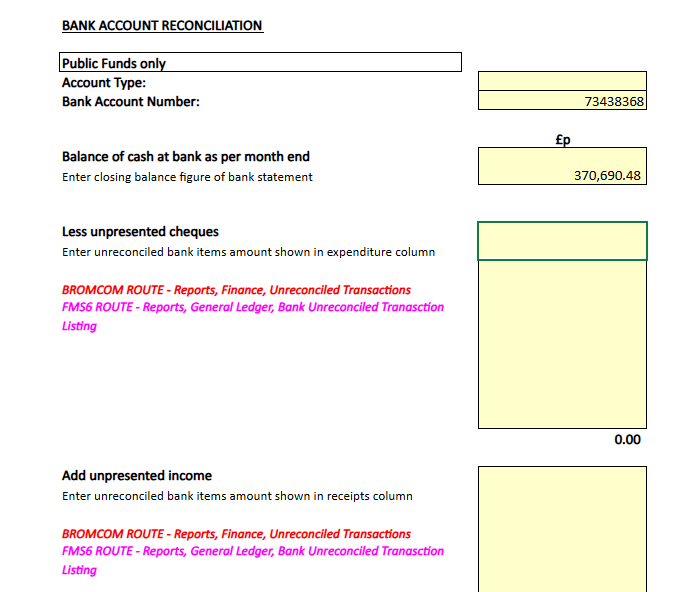 BANK ACCOUNT RECONCILIATION
Public Funds only
Account Type:
Bank Account Number:
73438368
£p
Balance of cash at bank as per month end
Enter closing balance figure of bank statement
370,690.48
Less unpresented cheques
Enter unreconciled bank items amount shown in expenditure column
BROMCOM ROUTE - Reports, Finance, Unreconciled Transactions
FMS6 ROUTE - Reports, General Ledger, Bank Unreconciled Tranasction
Listing
0.00
Add unpresented income
Enter unreconciled bank items amount shown in receipts column
BROMCOM ROUTE - Reports, Finance, Unreconciled Transactions
FMS6 ROUTE - Reports, General Ledger, Bank Unreconciled Tranasction
Listing